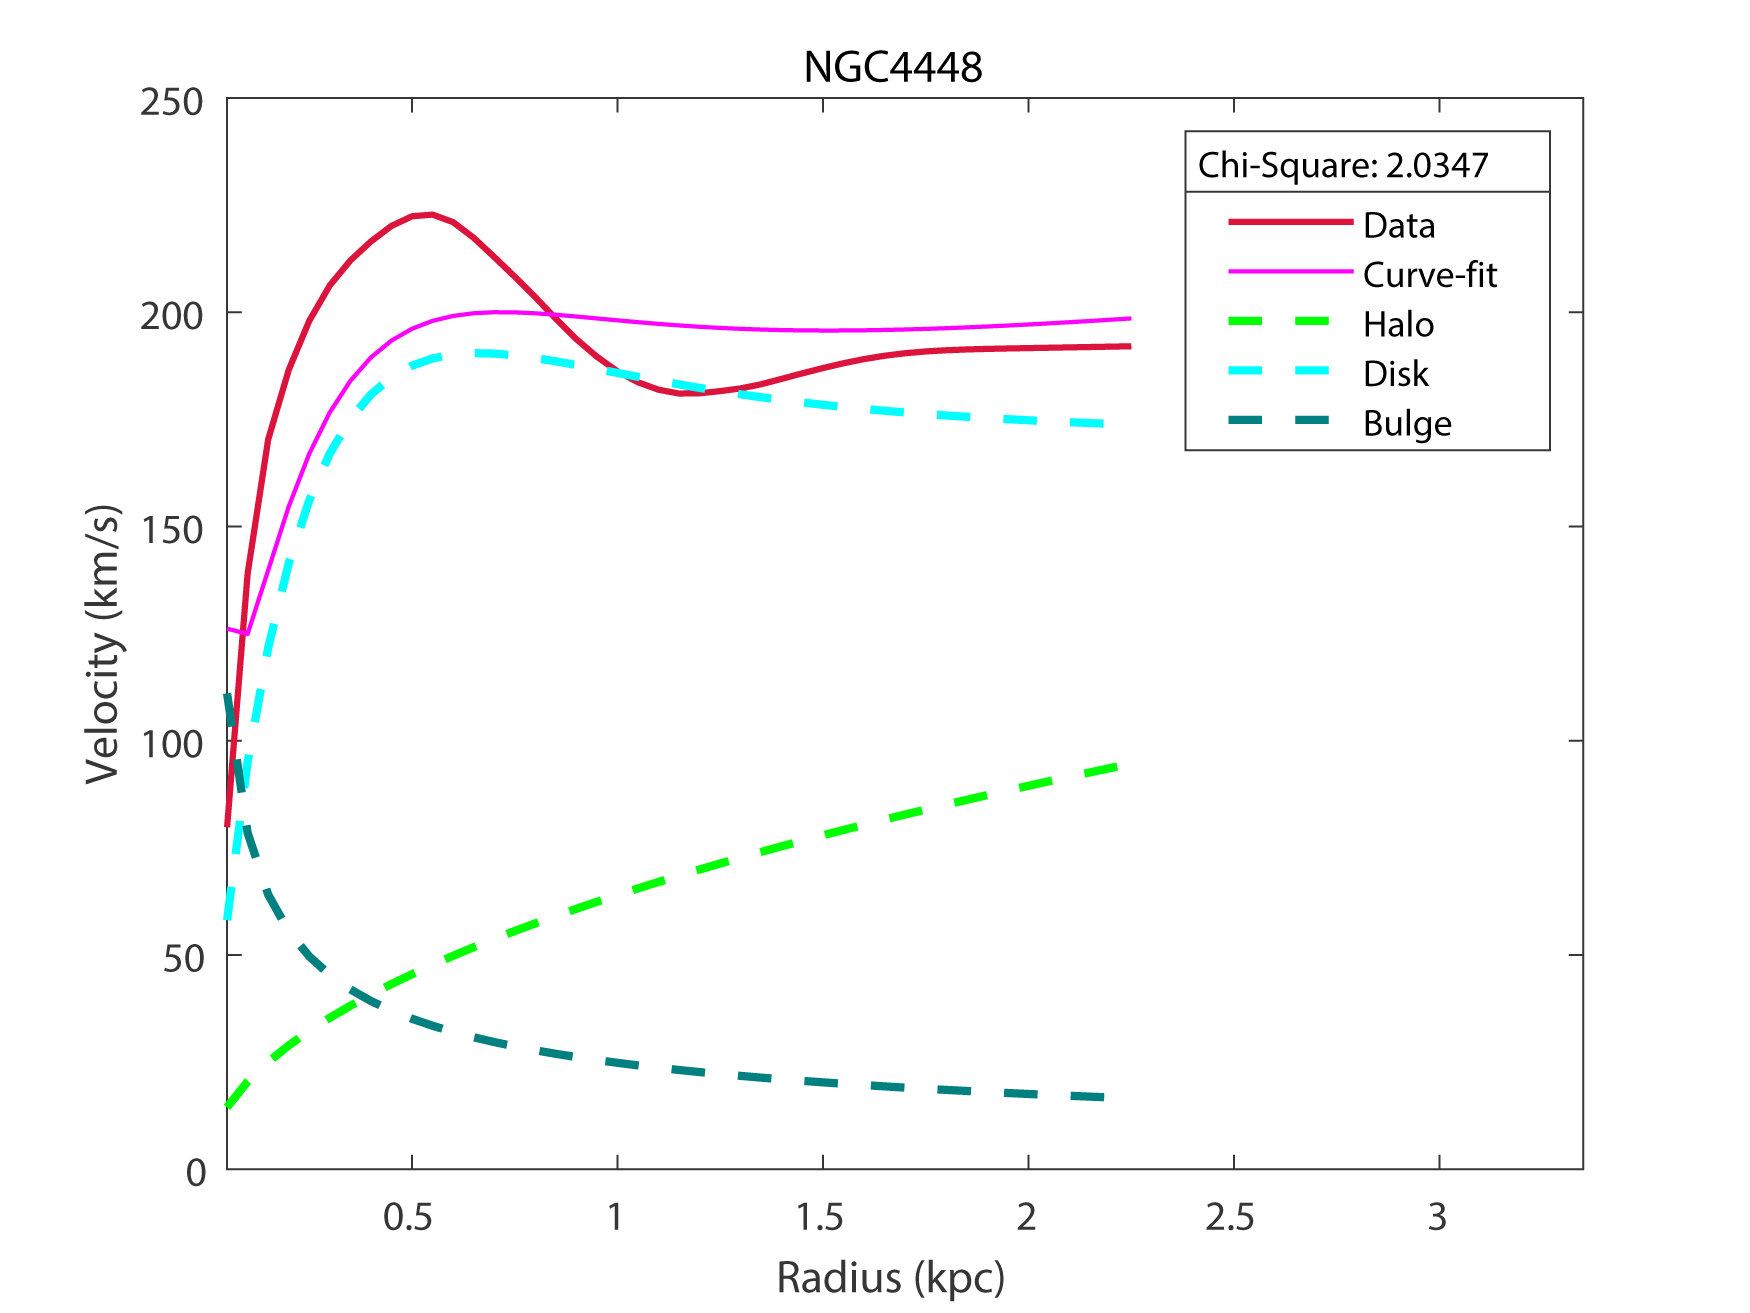 NGC4448
250
200
150
100
50
0
Velocity (km/s)
Chi-Square: 2.0347
Data
Curve-fit
Halo
Disk
Bulge
0.5 1 1.5 2 2.5 3
Radius (kpc)